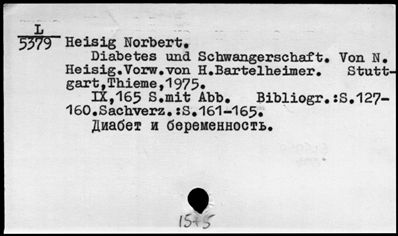 L
5379 Heisig Norbert.
Diabetes und Schwangerschaft. Von N.
Heisig.Vorw.von H.Bartelheimer. Stutt-
gart,Thieme,1975.
IX,165 S.mit Abb. Bibliogr.:S.127-
160.Sachverz.:S.161-165.
Диабет и беременность.